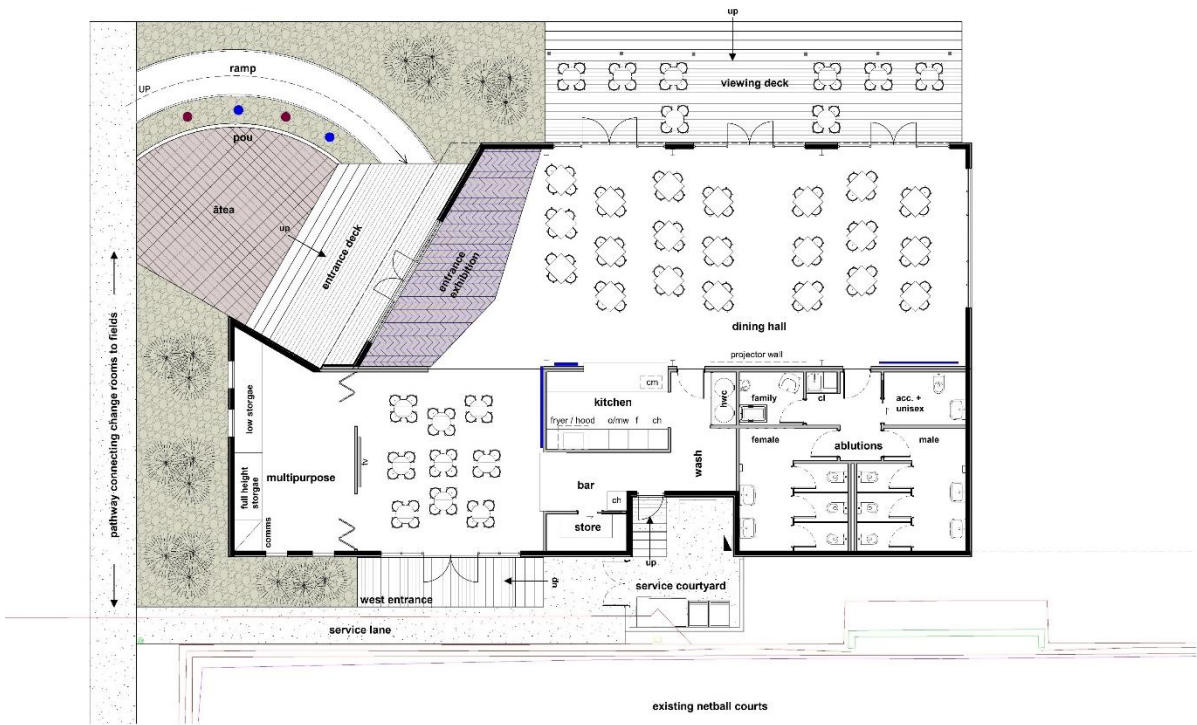 up
ramp
UP
viewing deck
pou
ātea
up
entrance deck
entrance
exhibition
pathway connecting change rooms to fields
dining hall
projector wall
kitchen
cm
hwc
family
cl
acc. +
unisex
fryer / hood
o/mw
f
ch
female
ablutions
male
low storgae
full height
storgae
multipurpose
tv
comms
bar
wash
ch
store
up
up
west entrance
service courtyard
service lane
existing netball courts